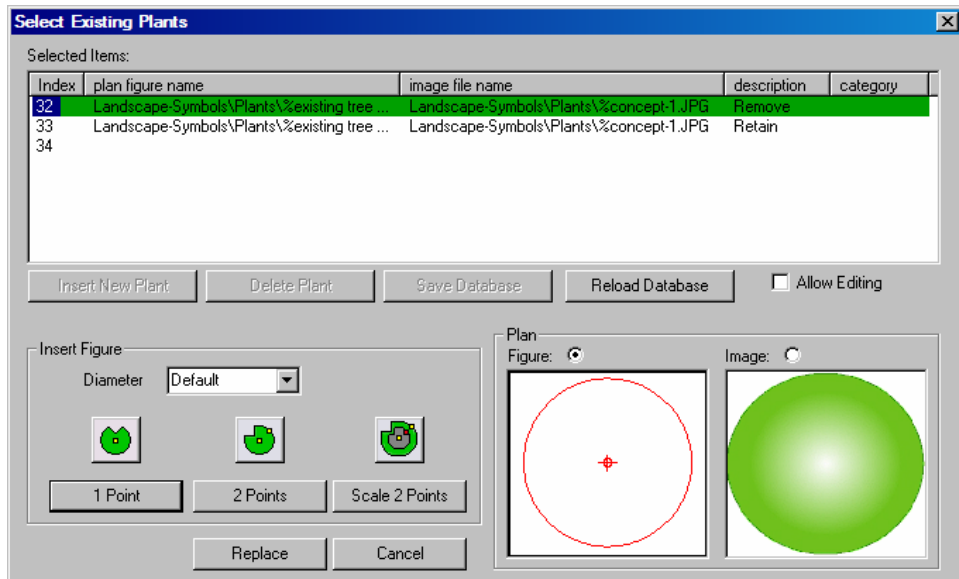 Select Existing Plants
Selected Items:
Index plan figure name image file name description category
32 Landscape-Symbols\Plants\%existing tree ... Landscape-Symbols\Plants\%concept-1.JPG Remove
33 Landscape-Symbols\Plants\%existing tree ... Landscape-Symbols\Plants\%concept-1.JPG Retain
34
Insert New Plant Delete Plant Save Database Reload Database Allow Editing
Insert Figure
Diameter Default
1 Point 2 Points Scale 2 Points
Replace Cancel
Plan
Figure: Image: